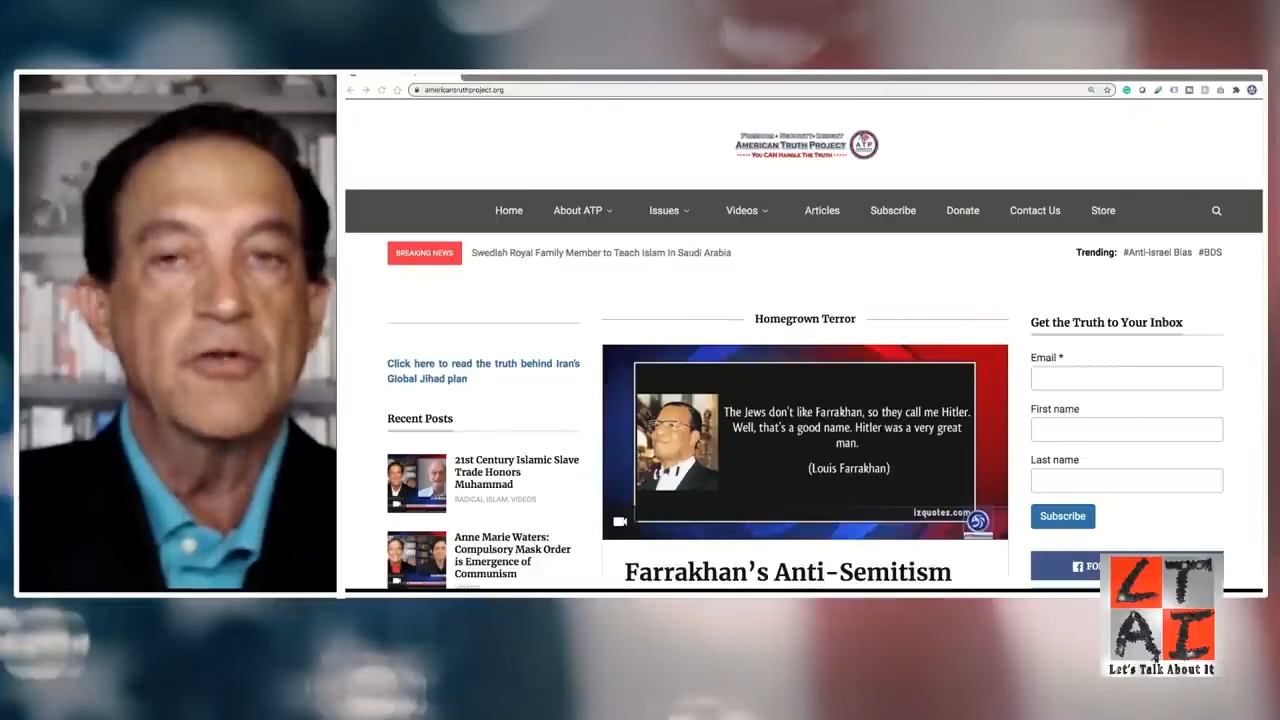 americantruthproject.org
FREEDOM • SECURITY • DISSENT
AMERICAN TRUTH PROJECT
YOU CAN HANDLE THE TRUTH
ATP
Home About ATP Issues Videos Articles Subscribe Donate Contact Us Store
BREAKING NEWS Swedish Royal Family Member to Teach Islam In Saudi Arabia
Trending: #Anti-Israel Bias #BDS
Click here to read the truth behind Iran's
Global Jihad plan
Recent Posts
21st Century Islamic Slave
Trade Honors
Muhammad
RADICAL ISLAM, VIDEOS
Anne Marie Waters:
Compulsory Mask Order
is Emergence of
Communism
Homegrown Terror
The Jews don't like Farrakhan, so they call me Hitler.
Well, that's a good name. Hitler was a very great
man.
(Louis Farrakhan)
izquotes.com
Farrakhan's Anti-Semitism
Get the Truth to Your Inbox
Email *
First name
Last name
Subscribe
FO
LT
AI
Let's Talk About It